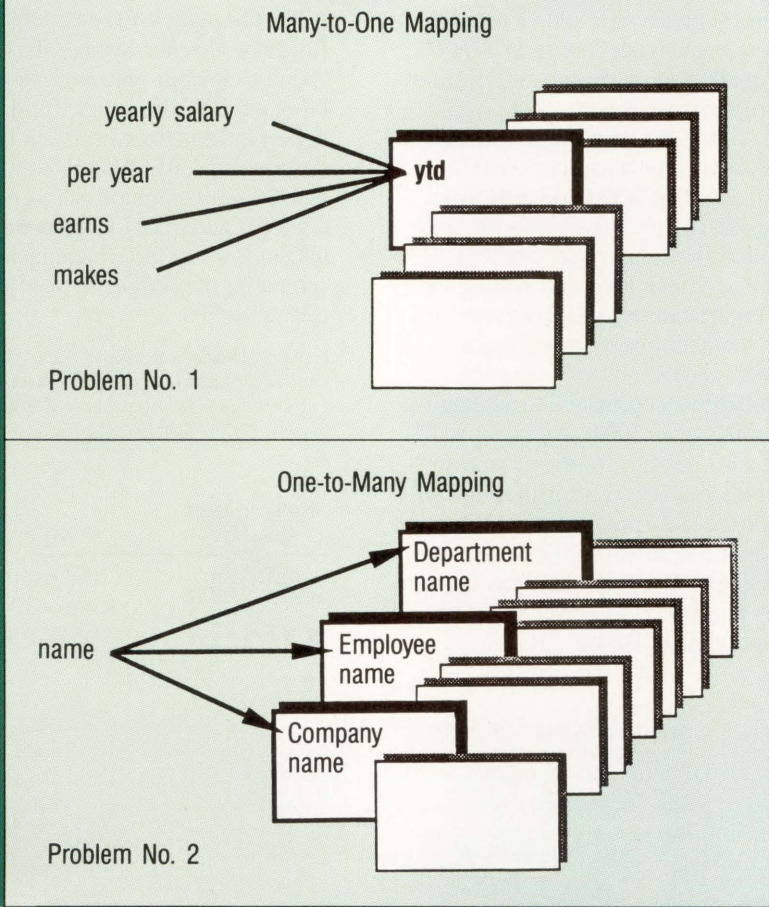 Many-to-One Mapping
yearly salary
per year
ytd
earns
makes
Problem No. 1
One-to-Many Mapping
Department
name
name
Employee
name
Company
name
Problem No. 2